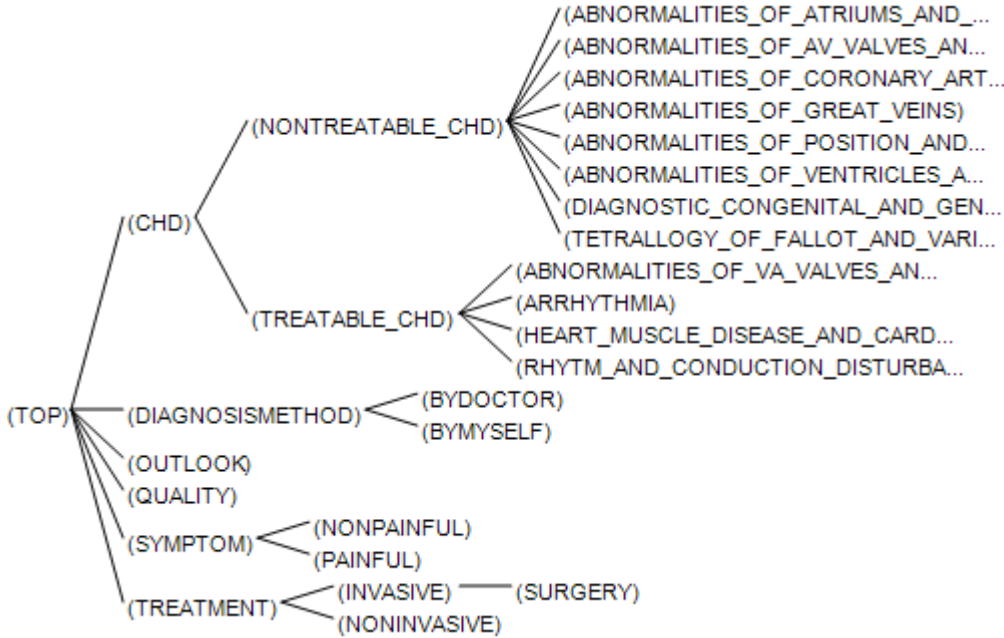 (ABNORMALITIES_OF_ATRIUMS_AND_...
(ABNORMALITIES_OF_AV_VALVES_AN...
(ABNORMALITIES_OF_CORONARY_ART...
(ABNORMALITIES_OF_GREAT_VEINS)
(NONTREATABLE_CHD)
(ABNORMALITIES_OF_POSITION_AND...
(ABNORMALITIES_OF_VENTRICLES_A...
(DIAGNOSTIC_CONGENITAL_AND_GEN...
(CHD)
(TETRALLOGY_OF_FALLOT_AND_VARI...
(ABNORMALITIES_OF_VA_VALVES_AN...
(ARRHYTHMIA)
(TREATABLE_CHD)
(HEART_MUSCLE_DISEASE_AND_CARD...
(RHYTM_AND_CONDUCTION_DISTURBA...
(BYDOCTOR)
(TOP)
(DIAGNOSISMETHOD)
(BYMYSELF)
(OUTLOOK)
(QUALITY)
(NONPAINFUL)
(SYMPTOM)
(PAINFUL)
(INVASIVE)
(SURGERY)
(TREATMENT)
(NONINVASIVE)